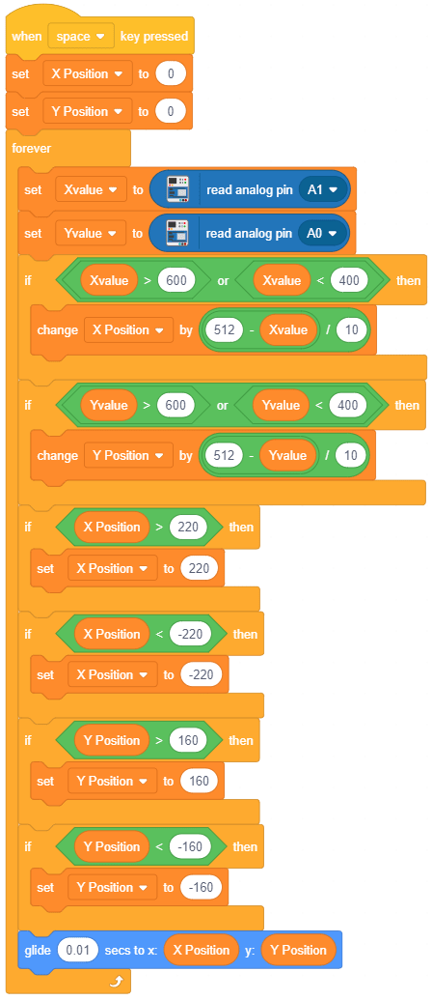 when space key pressed
set X Position to 0
set Y Position to 0
forever
set Xvalue to read analog pin A1
set Yvalue to read analog pin A0
if Xvalue > 600 or Xvalue < 400 then
change X Position by 512 - Xvalue / 10
if Yvalue > 600 or Yvalue < 400 then
change Y Position by 512 - Yvalue / 10
if X Position > 220 then
set X Position to 220
if X Position < -220 then
set X Position to -220
if Y Position > 160 then
set Y Position to 160
if Y Position < -160 then
set Y Position to -160
glide 0.01 secs to x: X Position y: Y Position